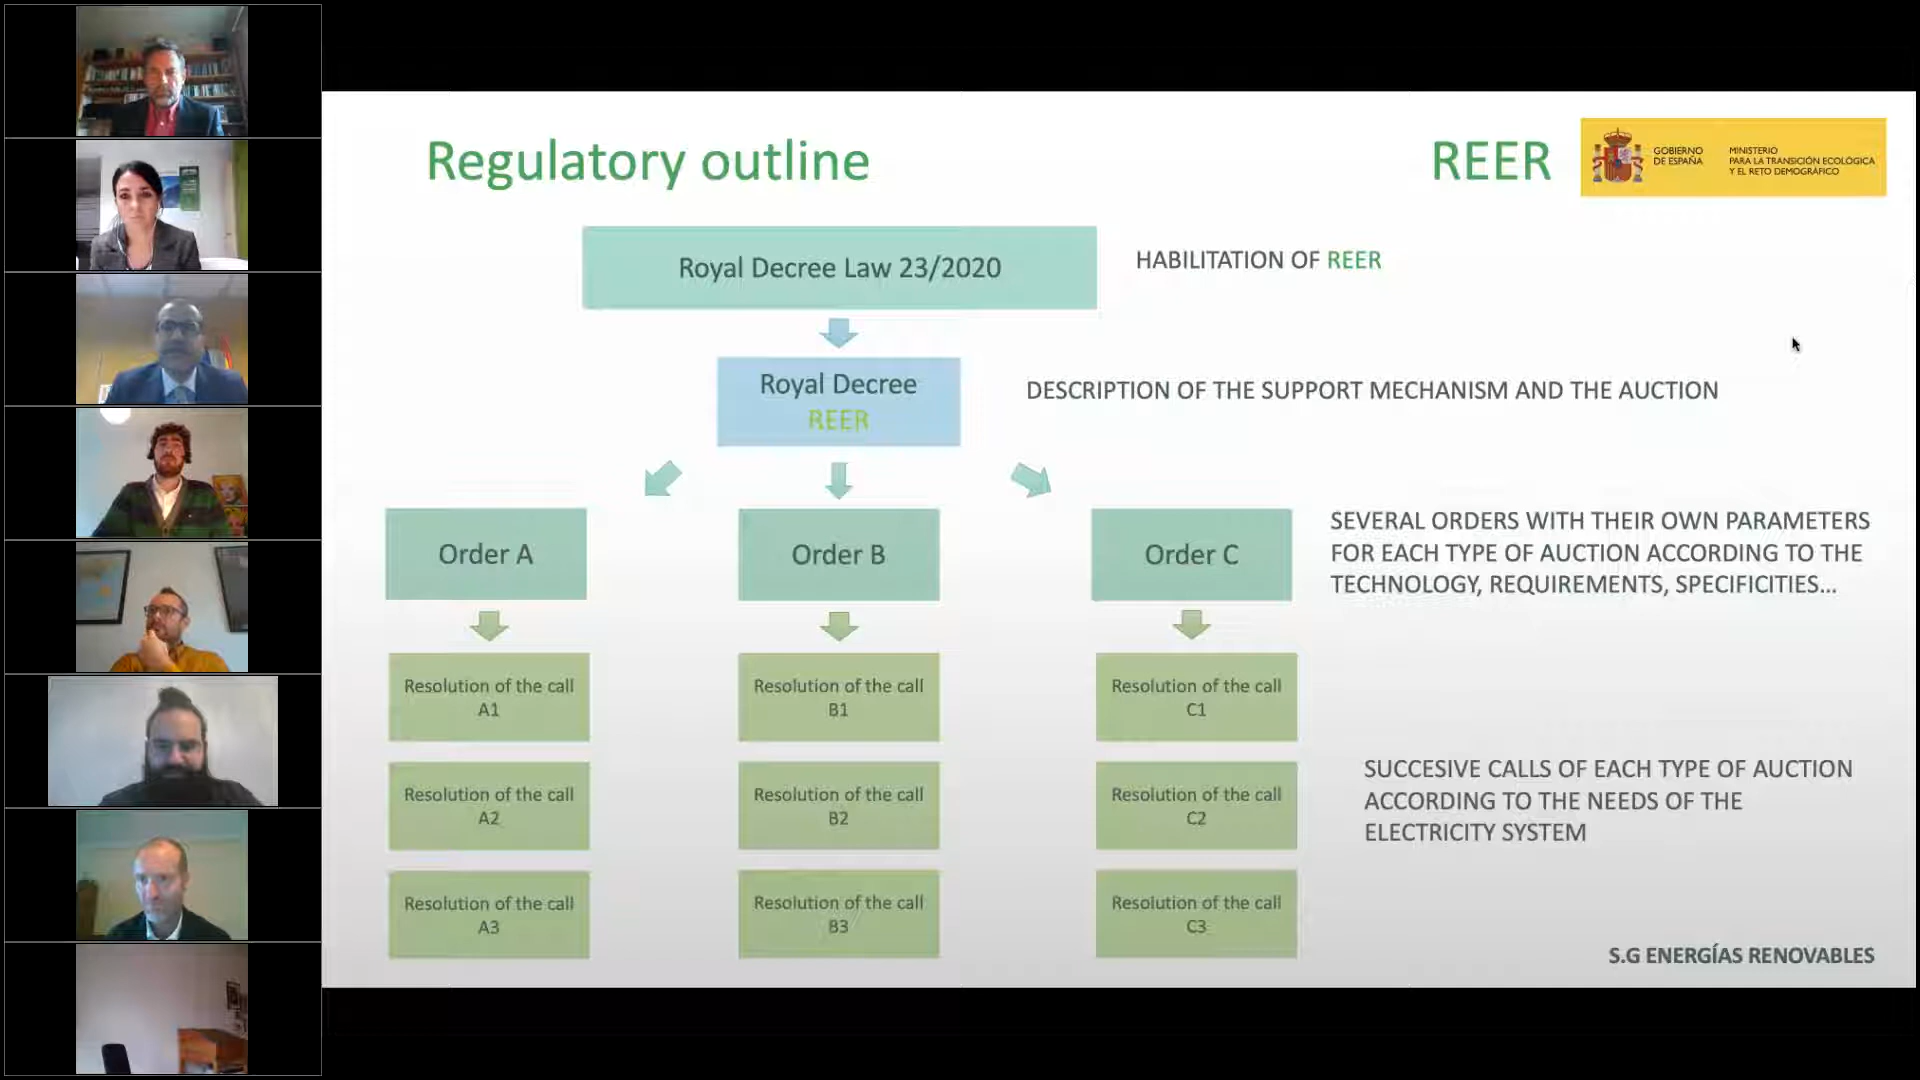 Regulatory outline
REER
GOBIERNO
DE ESPAÑA
MINISTERIO
PARA LA TRANSICIÓN ECOLÓGICA
Y EL RETO DEMOGRÁFICO
Royal Decree Law 23/2020
HABILITATION OF REER
Royal Decree
REER
DESCRIPTION OF THE SUPPORT MECHANISM AND THE AUCTION
Order A
Order B
Order C
SEVERAL ORDERS WITH THEIR OWN PARAMETERS
FOR EACH TYPE OF AUCTION ACCORDING TO THE
TECHNOLOGY, REQUIREMENTS, SPECIFICITIES...
Resolution of the call
A1
Resolution of the call
B1
Resolution of the call
C1
Resolution of the call
A2
Resolution of the call
B2
Resolution of the call
C2
SUCCESIVE CALLS OF EACH TYPE OF AUCTION
ACCORDING TO THE NEEDS OF THE
ELECTRICITY SYSTEM
Resolution of the call
A3
Resolution of the call
B3
Resolution of the call
C3
S.G ENERGÍAS RENOVABLES